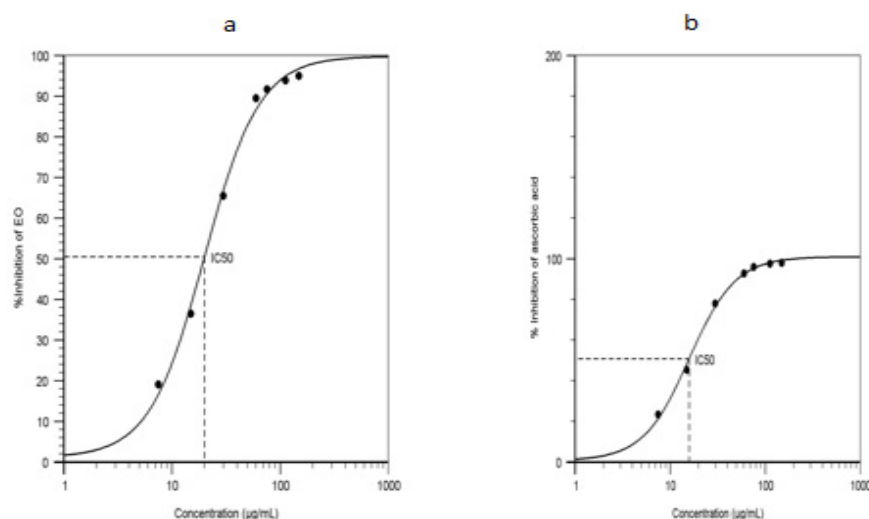 a
100
90
80
70
60
50
40
30
20
10
0
%Inhibition of EO
IC50
1
10
100
1000
Concentration (µg/mL)
b
200
100
0
% Inhibition of ascorbic acid
IC50
1
10
100
1000
Concentration (µg/mL)